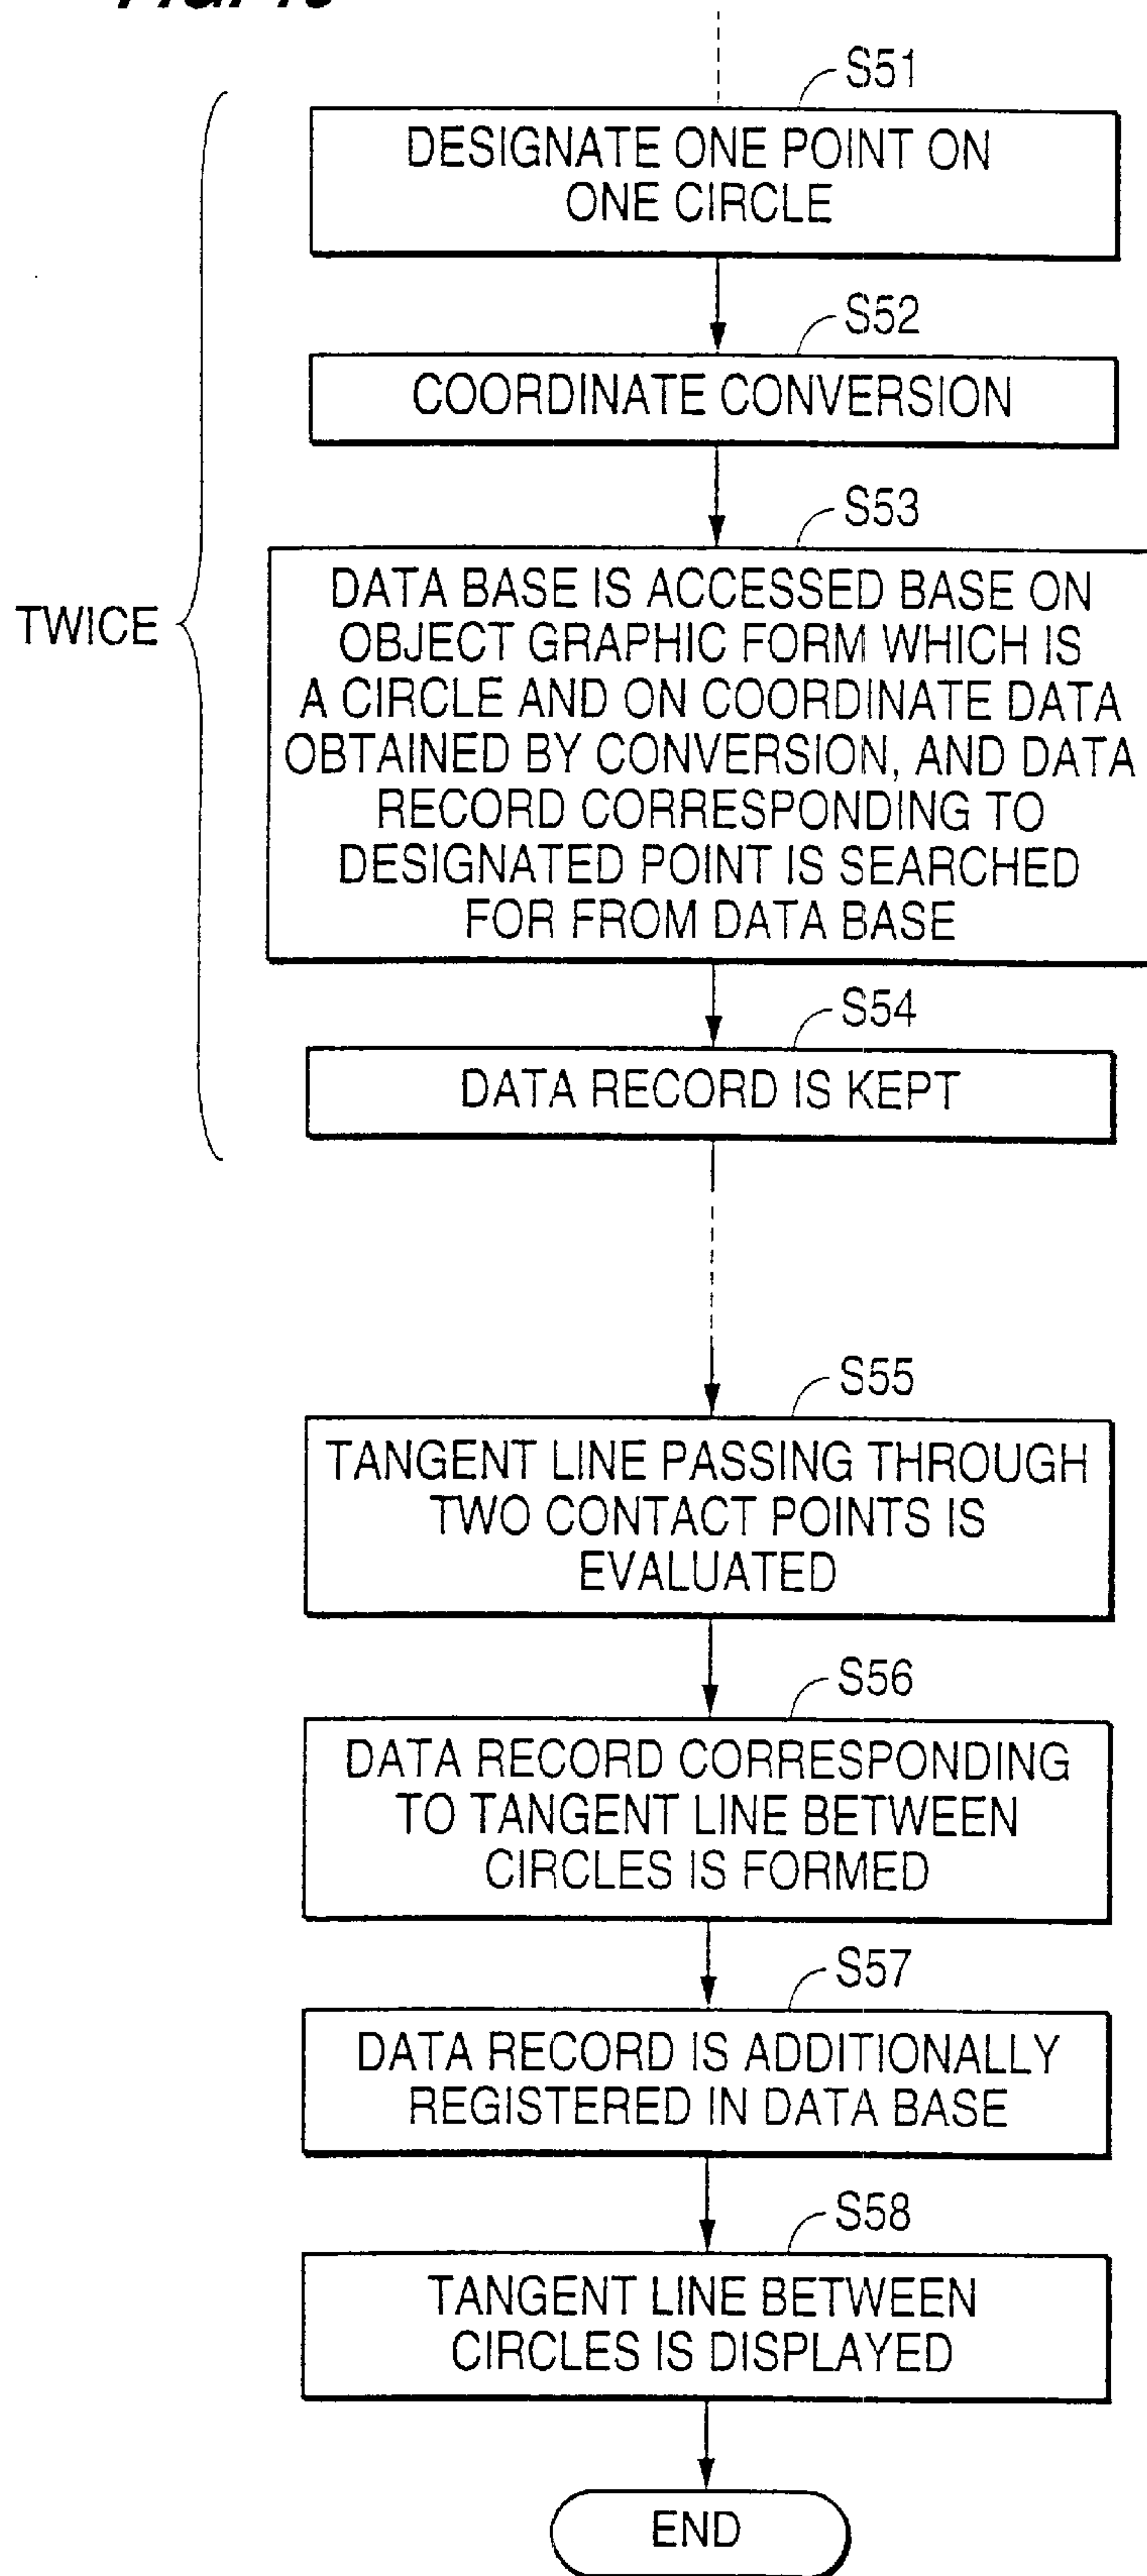 S51
DESIGNATE ONE POINT ON
ONE CIRCLE
S52
COORDINATE CONVERSION
S53
TWICE
DATA BASE IS ACCESSED BASE ON
OBJECT GRAPHIC FORM WHICH IS
A CIRCLE AND ON COORDINATE DATA
OBTAINED BY CONVERSION, AND DATA
RECORD CORRESPONDING TO
DESIGNATED POINT IS SEARCHED
FOR FROM DATA BASE
S54
DATA RECORD IS KEPT
S55
TANGENT LINE PASSING THROUGH
TWO CONTACT POINTS IS
EVALUATED
S56
DATA RECORD CORRESPONDING
TO TANGENT LINE BETWEEN
CIRCLES IS FORMED
S57
DATA RECORD IS ADDITIONALLY
REGISTERED IN DATA BASE
S58
TANGENT LINE BETWEEN
CIRCLES IS DISPLAYED
END